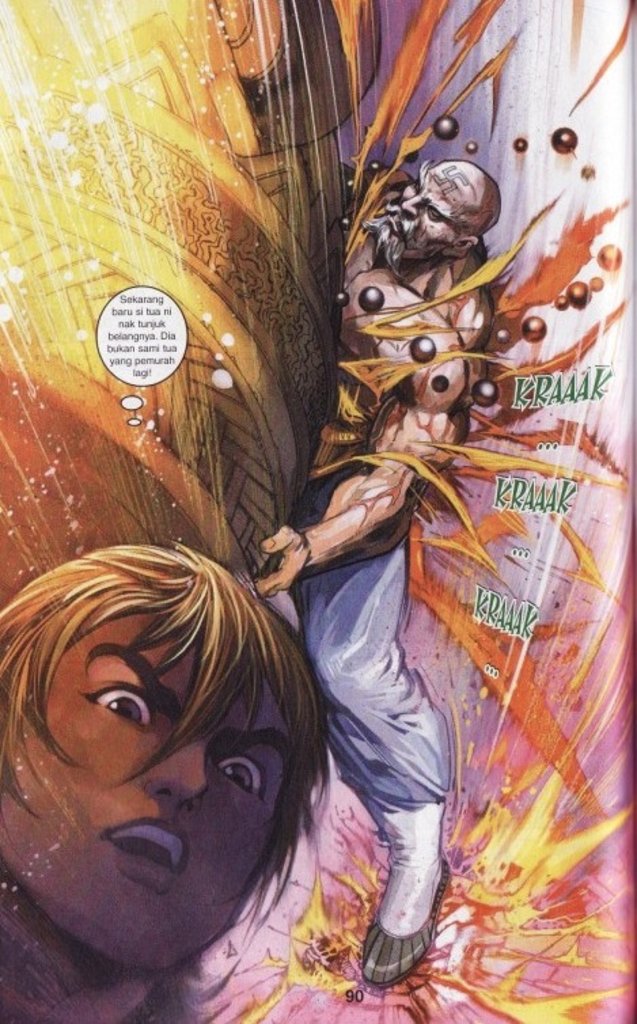 Sekarang
baru si tua ni
nak tunjuk
belangnya. Dia
bukan sami tua
yang pemurah
lagi!
KRAAAK
...
KRAAAK
...
KRAAAK
...
90